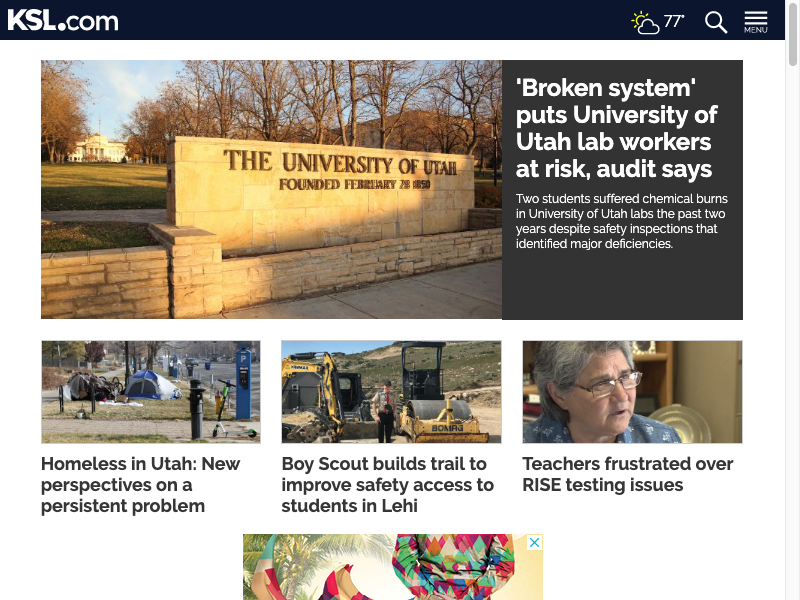 KSL.com
77°
MENU
THE UNIVERSITY OF UTAH
FOUNDED FEBRUARY 28 1850
'Broken system'
puts University of
Utah lab workers
at risk, audit says
Two students suffered chemical burns
in University of Utah labs the past two
years despite safety inspections that
identified major deficiencies.
P
BOMAG
Homeless in Utah: New
perspectives on a
persistent problem
Boy Scout builds trail to
improve safety access to
students in Lehi
Teachers frustrated over
RISE testing issues